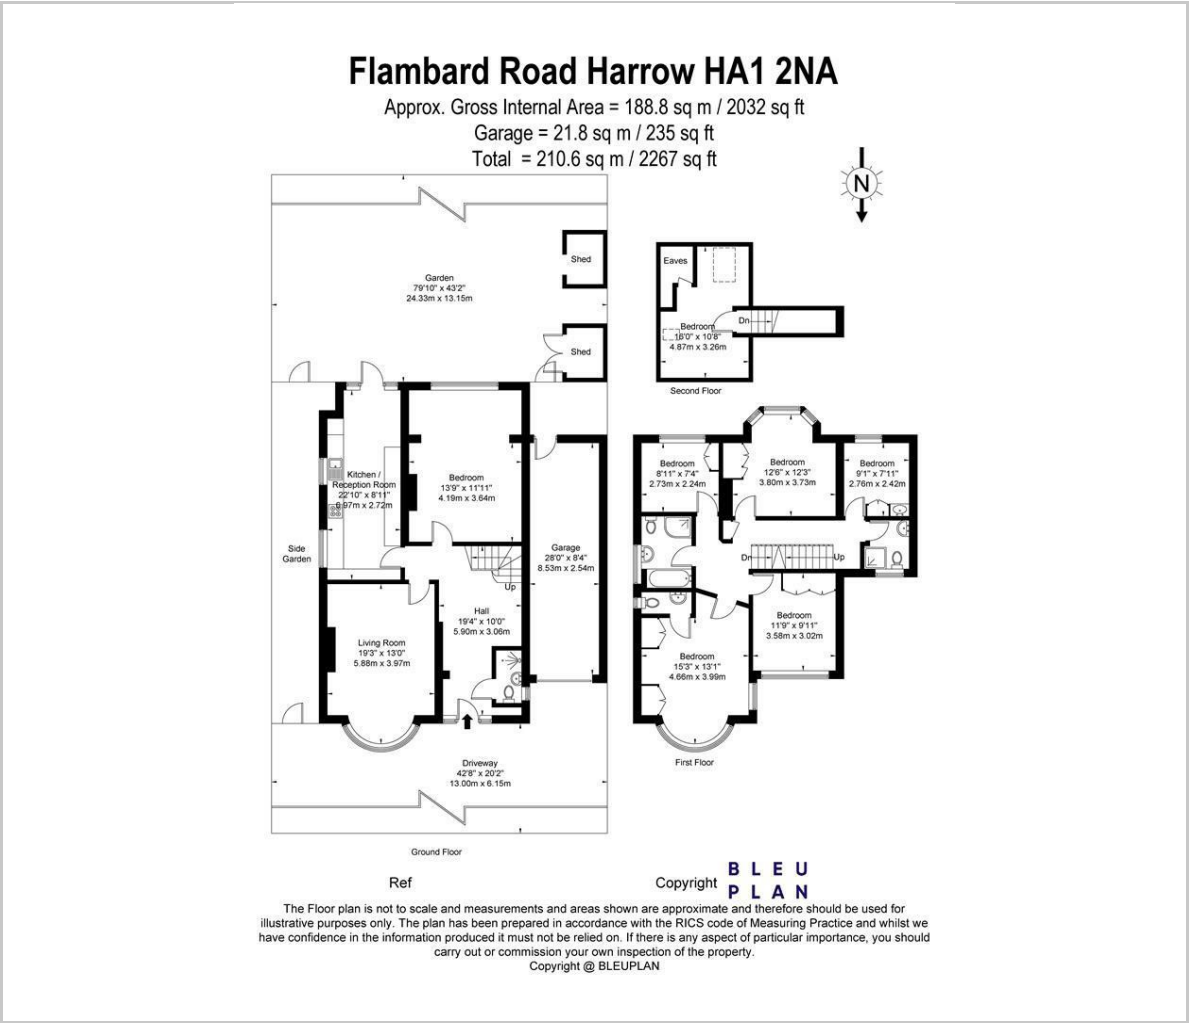 Flambard Road Harrow HA1 2NA
Approx. Gross Internal Area = 188.8 sq m / 2032 sq ft
Garage = 21.8 sq m / 235 sq ft
Total = 210.6 sq m / 2267 sq ft
N
Shed
Garden
79'10" x 43'2"
24.33m x 13.15m
Shed
Eaves
Dn
Bedroom
16'0" x 10'8"
4.87m x 3.26m
Second Floor
Kitchen /
Reception Room
22'10" x 8'11"
6.97m x 2.72m
Bedroom
13'9" x 11'11"
4.19m x 3.64m
Side
Garden
Garage
28'0" x 8'4"
8.53m x 2.54m
Up
Hall
19'4" x 10'0"
5.90m x 3.06m
Living Room
19'3" x 13'0"
5.88m x 3.97m
Driveway
42'8" x 20'2"
13.00m x 6.15m
Ground Floor
Bedroom
8'11" x 7'4"
2.73m x 2.24m
Bedroom
12'6" x 12'3"
3.80m x 3.73m
Bedroom
9'1" x 7'11"
2.76m x 2.42m
Dn
Up
Bedroom
11'9" x 9'11"
3.58m x 3.02m
Bedroom
15'3" x 13'1"
4.66m x 3.99m
First Floor
Ref
Copyright
BLEU
PLAN
The Floor plan is not to scale and measurements and areas shown are approximate and therefore should be used for
illustrative purposes only. The plan has been prepared in accordance with the RICS code of Measuring Practice and whilst we
have confidence in the information produced it must not be relied on. If there is any aspect of particular importance, you should
carry out or commission your own inspection of the property.
Copyright @ BLEUPLAN